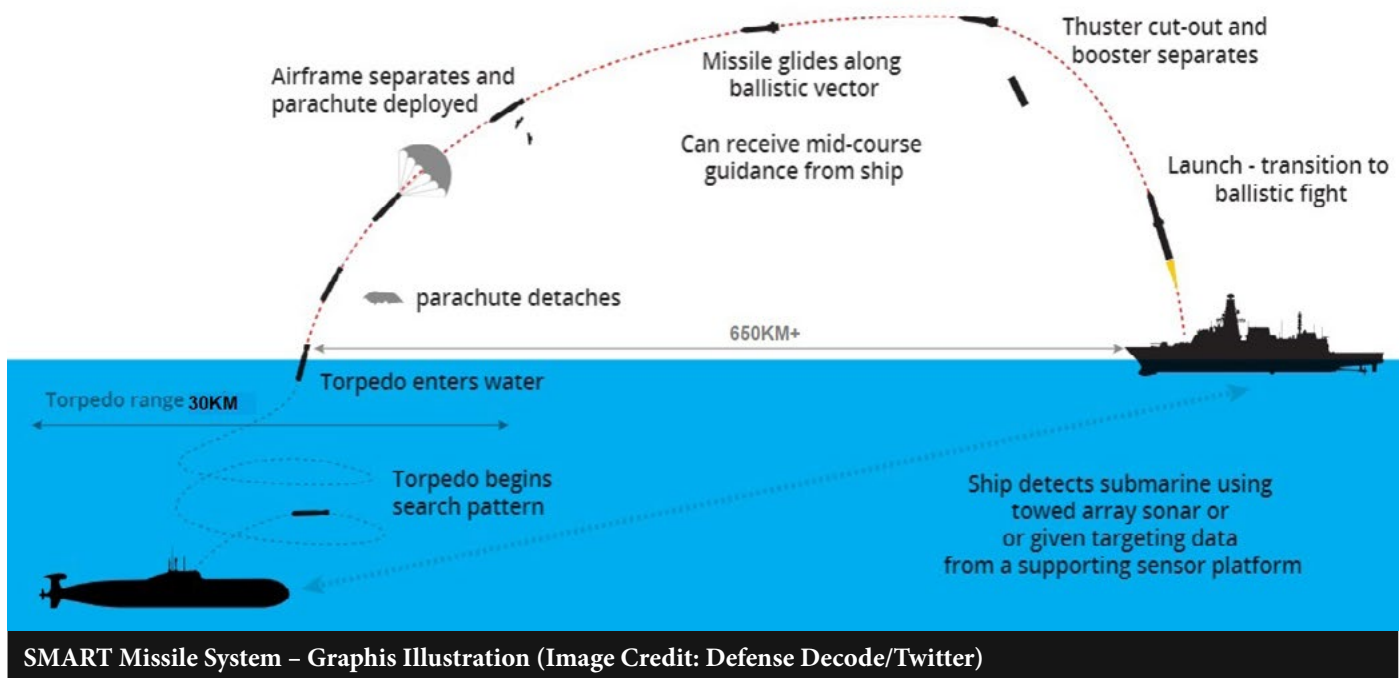 Thuster cut-out and
booster separates
Missile glides along
ballistic vector
Airframe separates and
parachute deployed
Can receive mid-course
guidance from ship
Launch - transition to
ballistic fight
parachute detaches
650KM+
Torpedo enters water
Torpedo range 30KM
Torpedo begins
search pattern
Ship detects submarine using
towed array sonar or
or given targeting data
from a supporting sensor platform
SMART Missile System – Graphis Illustration (Image Credit: Defense Decode/Twitter)